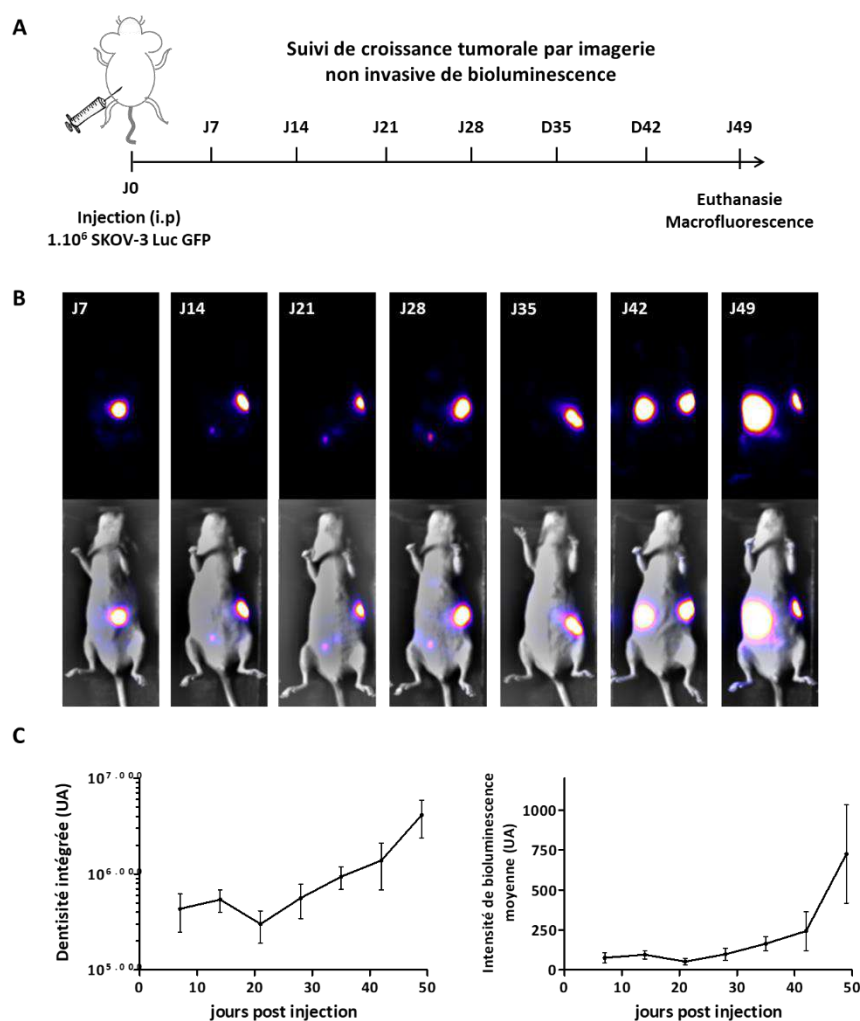 A
Suivi de croissance tumorale par imagerie
non invasive de bioluminescence
J7 J14 J21 J28 D35 D42 J49
J0
Injection (i.p)
1.10⁶ SKOV-3 Luc GFP
Euthanasie
Macrofluorescence
B
J7 J14 J21 J28 J35 J42 J49
C
Dentisité intégrée (UA)
10⁷·⁰⁰⁰
10⁶·⁰⁰⁰
10⁵·⁰⁰⁰
0 10 20 30 40 50
jours post injection
Intensité de bioluminescence
moyenne (UA)
1000
750
500
250
0
0 10 20 30 40 50
jours post injection